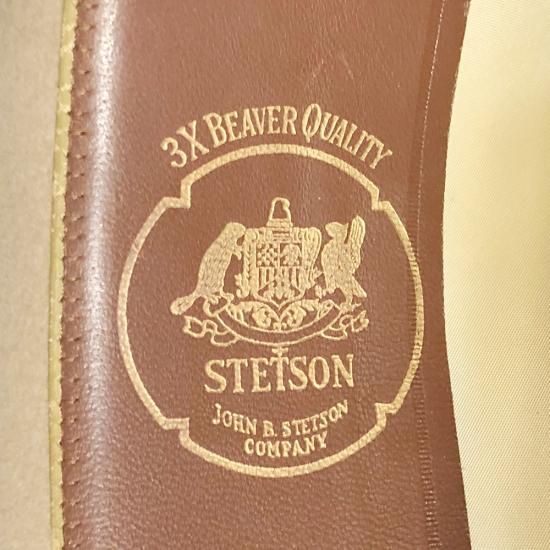 3X BEAVER QUALITY
STETSON
JOHN B. STETSON
COMPANY